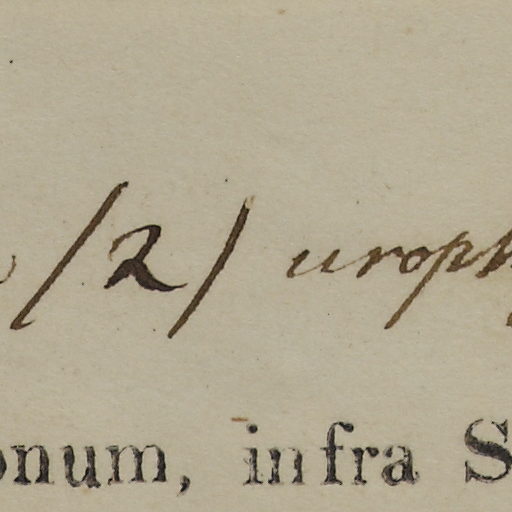 /2/ uroph
onum, infra S